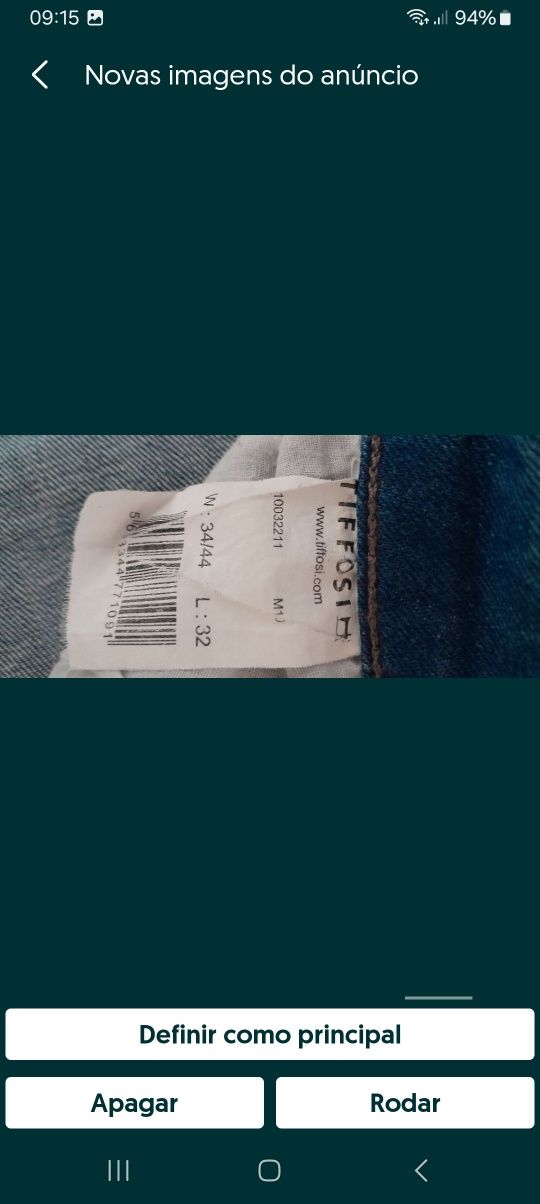 09:15
94%
Novas imagens do anúncio
TIFFOSI
www.tiffosi.com
10032211 M1
W : 34/44 L : 32
Definir como principal
Apagar
Rodar